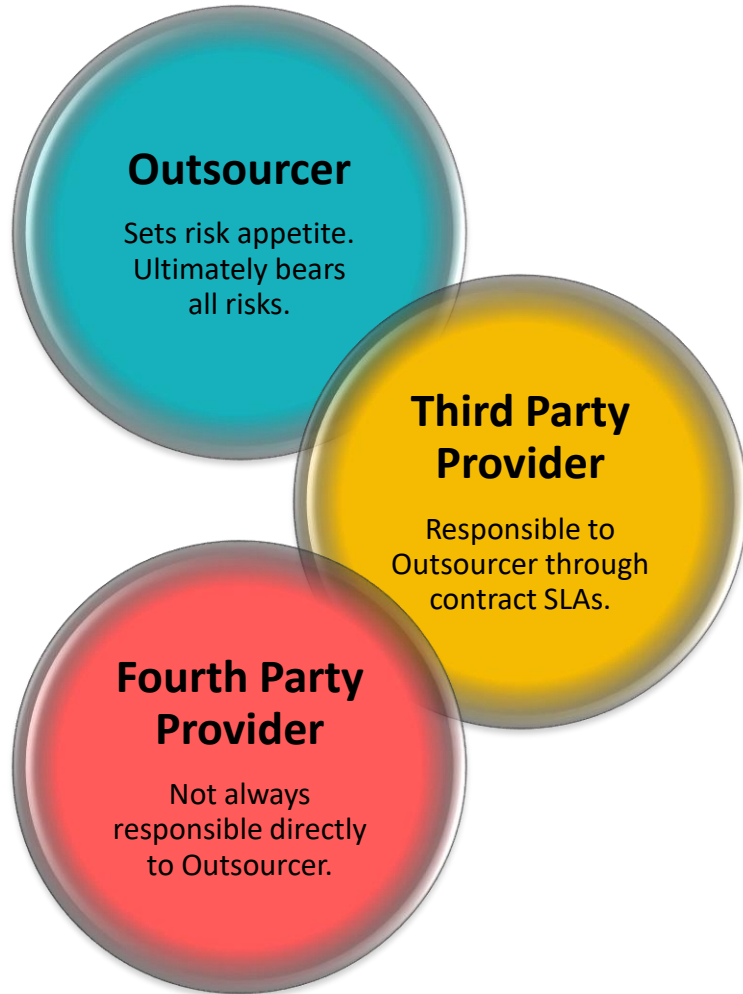 Outsourcer
Sets risk appetite.
Ultimately bears
all risks.
Third Party
Provider
Responsible to
Outsourcer through
contract SLAs.
Fourth Party
Provider
Not always
responsible directly
to Outsourcer.